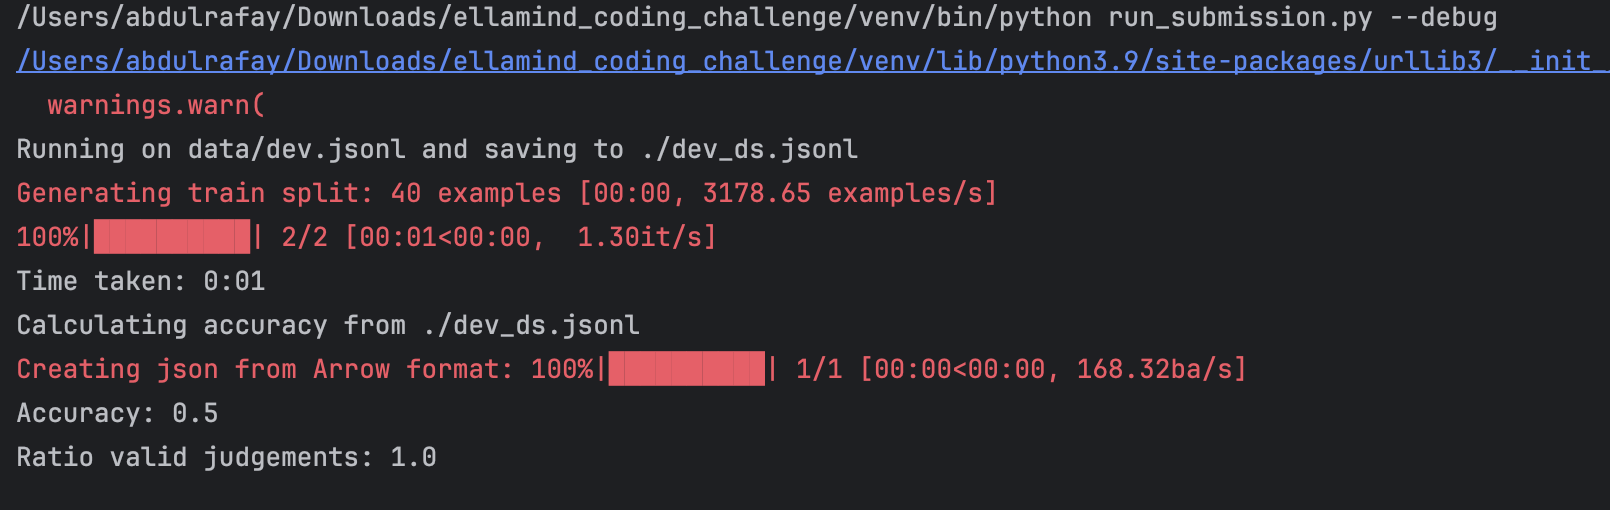 /Users/abdulrafay/Downloads/ellamind_coding_challenge/venv/bin/python run_submission.py --debug
/Users/abdulrafay/Downloads/ellamind_coding_challenge/venv/lib/python3.9/site-packages/urllib3/__init_
warnings.warn(
Running on data/dev.jsonl and saving to ./dev_ds.jsonl
Generating train split: 40 examples [00:00, 3178.65 examples/s]
100%|██████████| 2/2 [00:01<00:00,  1.30it/s]
Time taken: 0:01
Calculating accuracy from ./dev_ds.jsonl
Creating json from Arrow format: 100%|██████████| 1/1 [00:00<00:00, 168.32ba/s]
Accuracy: 0.5
Ratio valid judgements: 1.0